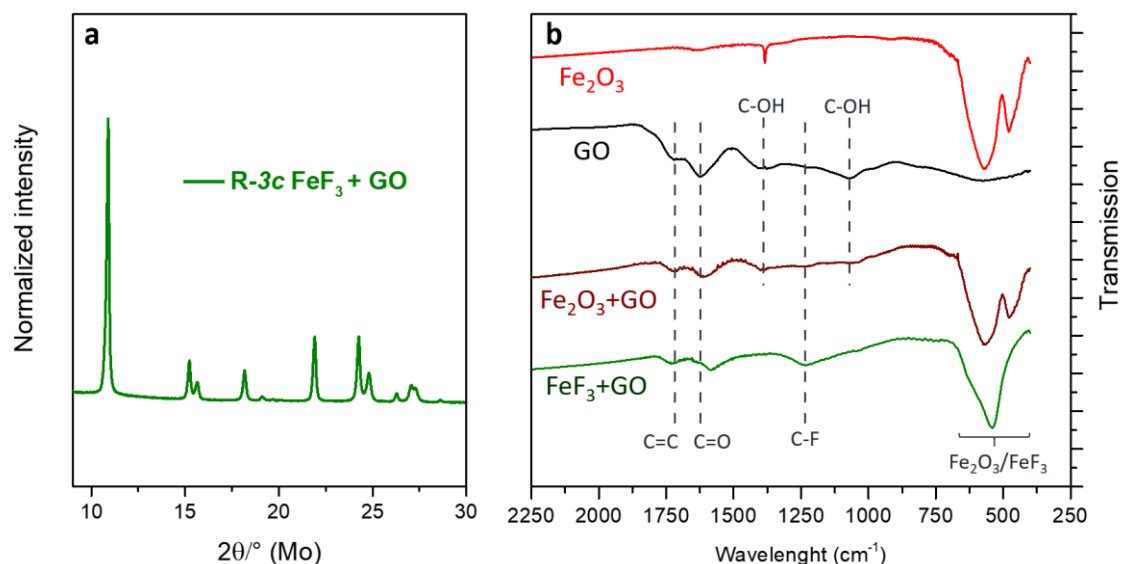 a
R-3c FeF₃ + GO
Normalized intensity
10 15 20 25 30
2θ/° (Mo)
b
Fe₂O₃
C-OH C-OH
GO
Fe₂O₃+GO
FeF₃+GO
C=C C=O C-F
Fe₂O₃/FeF₃
Transmission
2250 2000 1750 1500 1250 1000 750 500 250
Wavelenght (cm⁻¹)